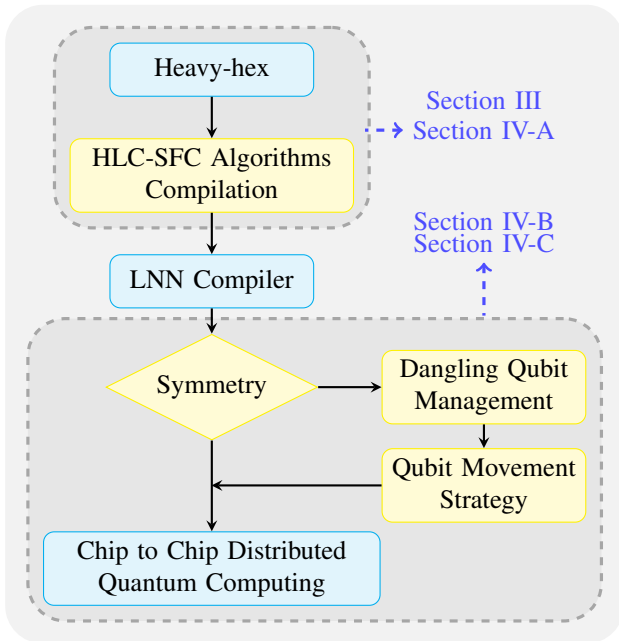 Heavy-hex
Section III
Section IV-A
HLC-SFC Algorithms
Compilation
Section IV-B
Section IV-C
LNN Compiler
Symmetry
Dangling Qubit
Management
Qubit Movement
Strategy
Chip to Chip Distributed
Quantum Computing